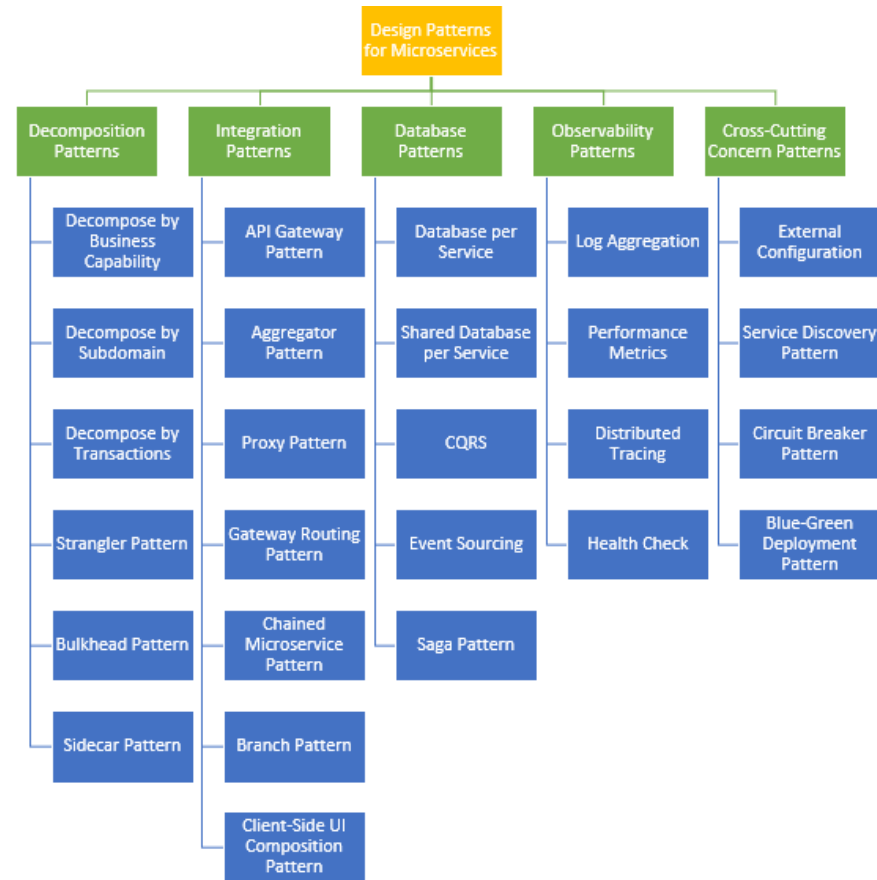 Design Patterns
for Microservices
Decomposition
Patterns
Integration
Patterns
Database
Patterns
Observability
Patterns
Cross-Cutting
Concern Patterns
Decompose by
Business
Capability
Decompose by
Subdomain
Decompose by
Transactions
Strangler Pattern
Bulkhead Pattern
Sidecar Pattern
API Gateway
Pattern
Aggregator
Pattern
Proxy Pattern
Gateway Routing
Pattern
Chained
Microservice
Pattern
Branch Pattern
Client-Side UI
Composition
Pattern
Database per
Service
Shared Database
per Service
CQRS
Event Sourcing
Saga Pattern
Log Aggregation
Performance
Metrics
Distributed
Tracing
Health Check
External
Configuration
Service Discovery
Pattern
Circuit Breaker
Pattern
Blue-Green
Deployment
Pattern